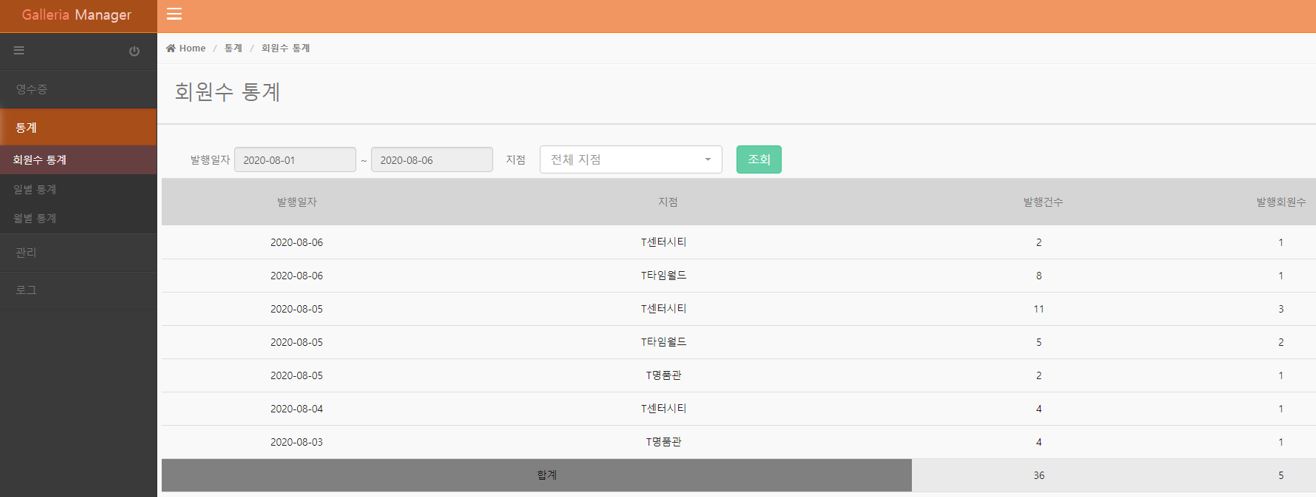 Galleria Manager
Home / 통계 / 회원수 통계
영수증
통계
회원수 통계
일별 통계
월별 통계
관리
로그
회원수 통계
발행일자 2020-08-01 ~ 2020-08-06 지점 전체 지점 조회
발행일자 지점 발행건수 발행회원수
2020-08-06 T센터시티 2 1
2020-08-06 T타임월드 8 1
2020-08-05 T센터시티 11 3
2020-08-05 T타임월드 5 2
2020-08-05 T명품관 2 1
2020-08-04 T센터시티 4 1
2020-08-03 T명품관 4 1
합계 36 5